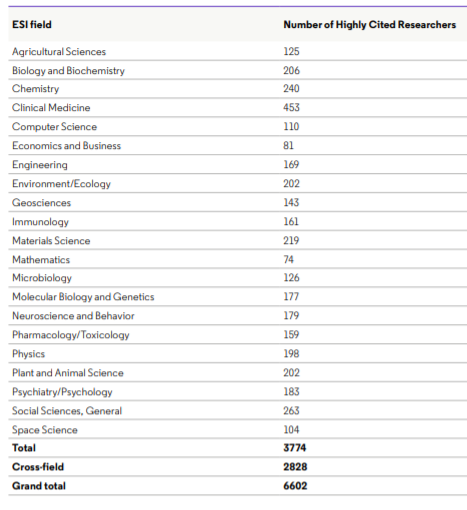 ESI field Number of Highly Cited Researchers
Agricultural Sciences 125
Biology and Biochemistry 206
Chemistry 240
Clinical Medicine 453
Computer Science 110
Economics and Business 81
Engineering 169
Environment/Ecology 202
Geosciences 143
Immunology 161
Materials Science 219
Mathematics 74
Microbiology 126
Molecular Biology and Genetics 177
Neuroscience and Behavior 179
Pharmacology/Toxicology 159
Physics 198
Plant and Animal Science 202
Psychiatry/Psychology 183
Social Sciences, General 263
Space Science 104
Total 3774
Cross-field 2828
Grand total 6602